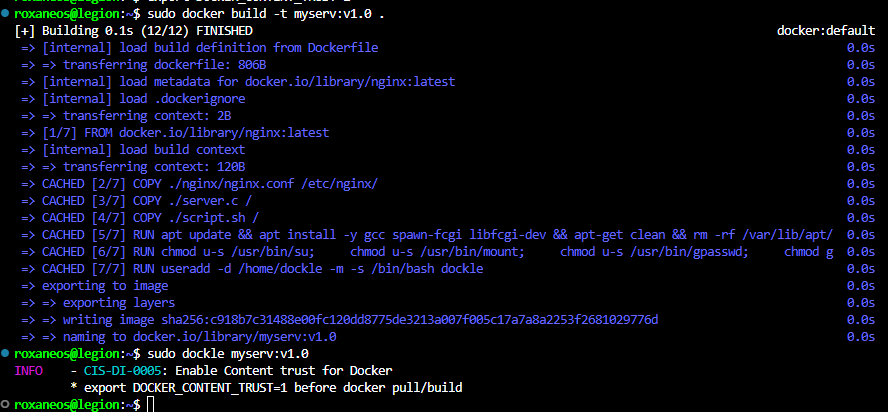 roxaneos@legion:~$ sudo docker build -t myserv:v1.0 .
[+] Building 0.1s (12/12) FINISHED docker:default
=> [internal] load build definition from Dockerfile 0.0s
=> => transferring dockerfile: 806B 0.0s
=> [internal] load metadata for docker.io/library/nginx:latest 0.0s
=> [internal] load .dockerignore 0.0s
=> => transferring context: 2B 0.0s
=> [1/7] FROM docker.io/library/nginx:latest 0.0s
=> [internal] load build context 0.0s
=> => transferring context: 120B 0.0s
=> CACHED [2/7] COPY ./nginx/nginx.conf /etc/nginx/ 0.0s
=> CACHED [3/7] COPY ./server.c / 0.0s
=> CACHED [4/7] COPY ./script.sh / 0.0s
=> CACHED [5/7] RUN apt update && apt install -y gcc spawn-fcgi libfcgi-dev && apt-get clean && rm -rf /var/lib/apt/ 0.0s
=> CACHED [6/7] RUN chmod u-s /usr/bin/su; chmod u-s /usr/bin/mount; chmod u-s /usr/bin/gpasswd; chmod g 0.0s
=> CACHED [7/7] RUN useradd -d /home/dockle -m -s /bin/bash dockle 0.0s
=> exporting to image 0.0s
=> => exporting layers 0.0s
=> => writing image sha256:c918b7c31488e00fc120dd8775de3213a007f005c17a7a8a2253f2681029776d 0.0s
=> => naming to docker.io/library/myserv:v1.0 0.0s
roxaneos@legion:~$ sudo dockle myserv:v1.0
INFO - CIS-DI-0005: Enable Content trust for Docker
* export DOCKER_CONTENT_TRUST=1 before docker pull/build
roxaneos@legion:~$